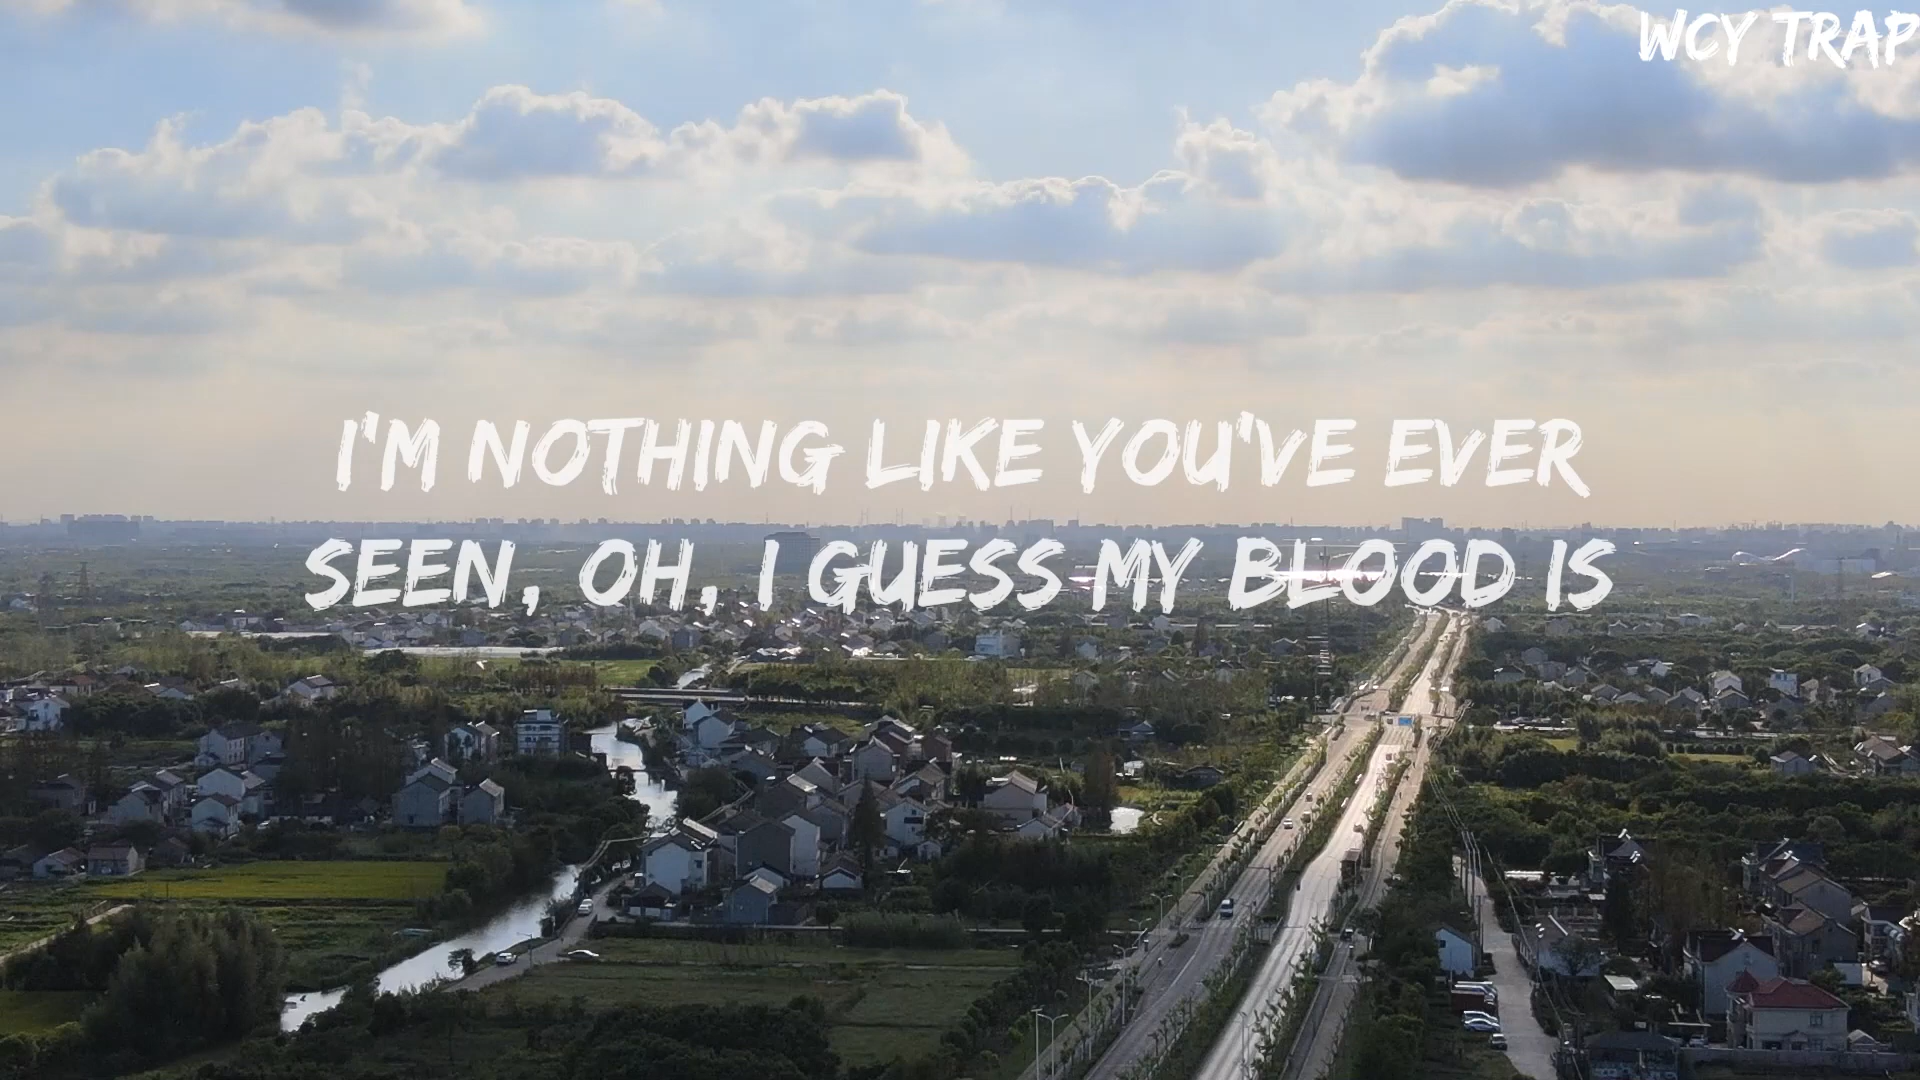 WCY TRAP
I'M NOTHING LIKE YOU'VE EVER
SEEN, OH, I GUESS MY BLOOD IS